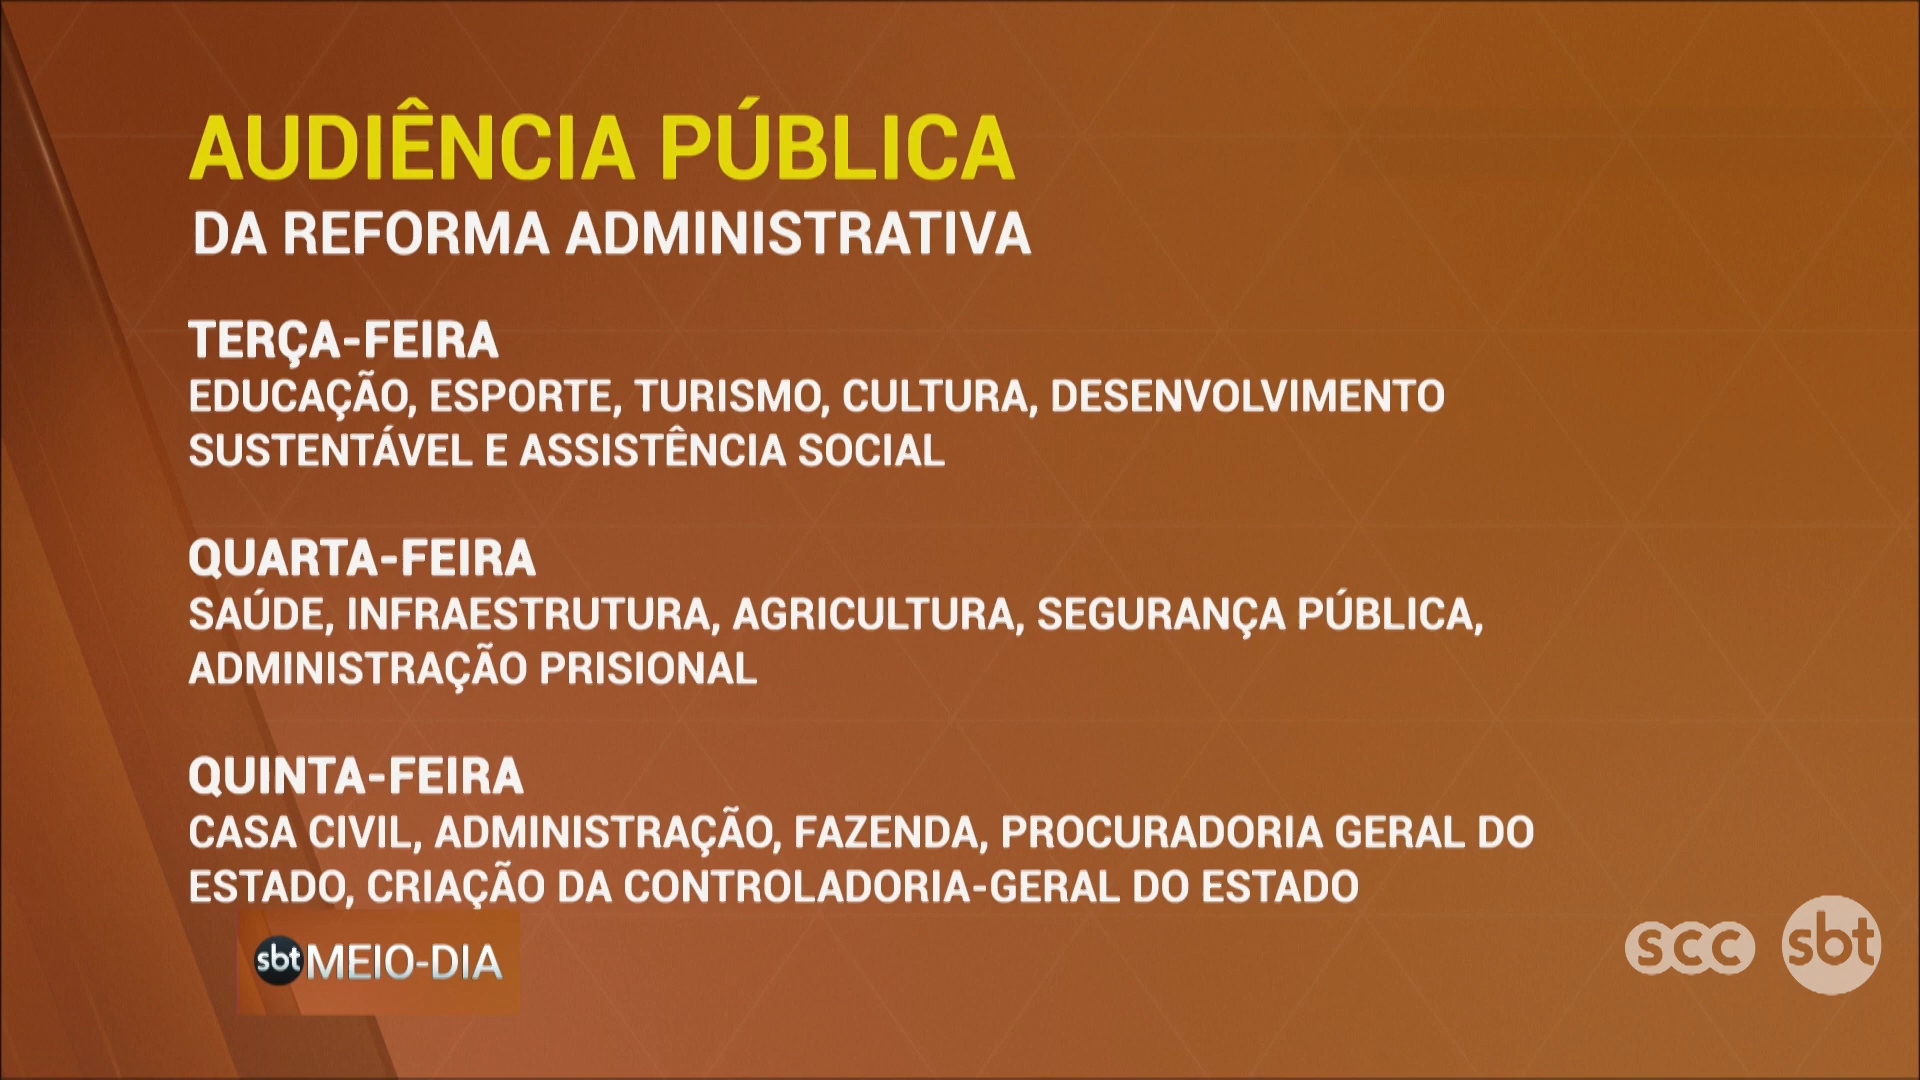 AUDIÊNCIA PÚBLICA
DA REFORMA ADMINISTRATIVA
TERÇA-FEIRA
EDUCAÇÃO, ESPORTE, TURISMO, CULTURA, DESENVOLVIMENTO
SUSTENTÁVEL E ASSISTÊNCIA SOCIAL
QUARTA-FEIRA
SAÚDE, INFRAESTRUTURA, AGRICULTURA, SEGURANÇA PÚBLICA,
ADMINISTRAÇÃO PRISIONAL
QUINTA-FEIRA
CASA CIVIL, ADMINISTRAÇÃO, FAZENDA, PROCURADORIA GERAL DO
ESTADO, CRIAÇÃO DA CONTROLADORIA-GERAL DO ESTADO
sbt MEIO-DIA
scc sbt